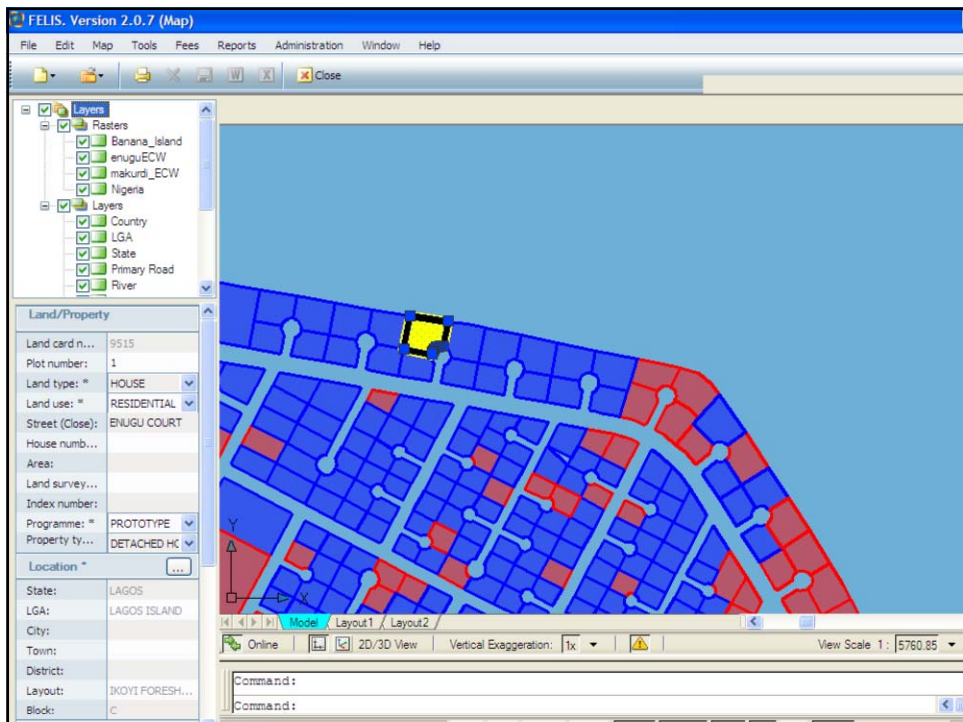 FELIS. Version 2.0.7 (Map)
File Edit Map Tools Fees Reports Administration Window Help
Close
Layers
Rasters
Banana_Island
enuguECW
makurdi_ECW
Nigeria
Layers
Country
LGA
State
Primary Road
River
Land/Property
Land card n... 9515
Plot number: 1
Land type: * HOUSE
Land use: * RESIDENTIAL
Street (Close): ENUGU COURT
House numb...
Area:
Land survey...
Index number:
Programme: * PROTOTYPE
Property ty... DETACHED HC
Location * ...
State: LAGOS
LGA: LAGOS ISLAND
City:
Town:
District:
Layout: IKOYI FORESH...
Block: C
Y
X
Model Layout1 Layout2
Online 2D/3D View Vertical Exaggeration: 1x View Scale 1 : 5760.85
Command:
Command: